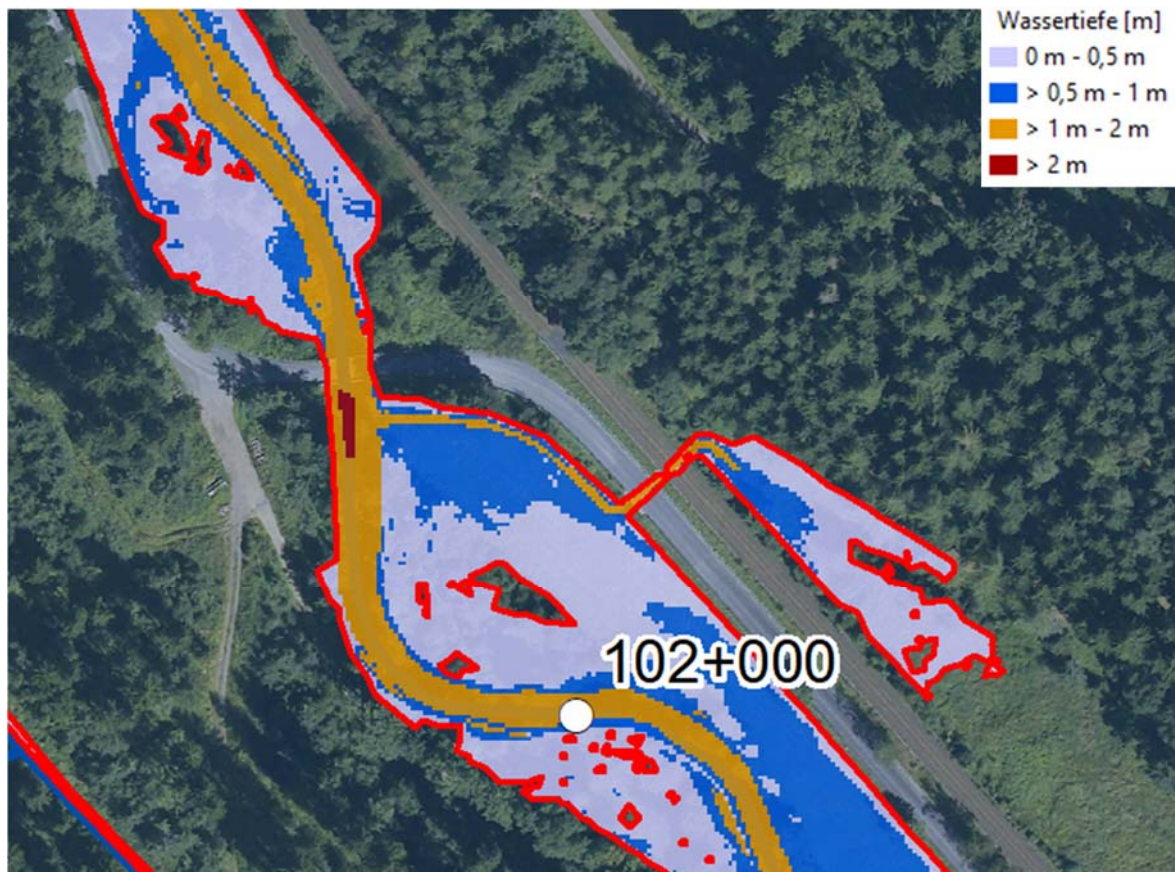 Wassertiefe [m]
0 m - 0,5 m
> 0,5 m - 1 m
> 1 m - 2 m
> 2 m
102+000